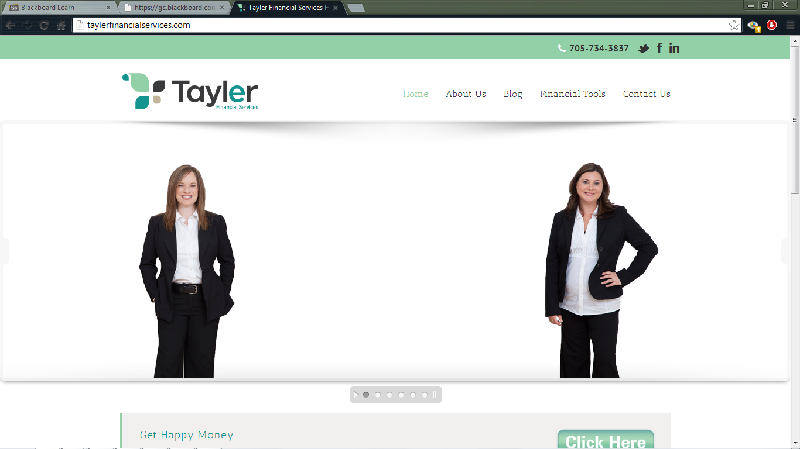 Blackboard Learn
https://gc.blackboard.com
Tayler Financial Services
taylerfinancialservices.com
705-734-3837
Tayler
Financial Services
Home
About Us
Blog
Financial Tools
Contact Us
Get Happy Money
Click Here